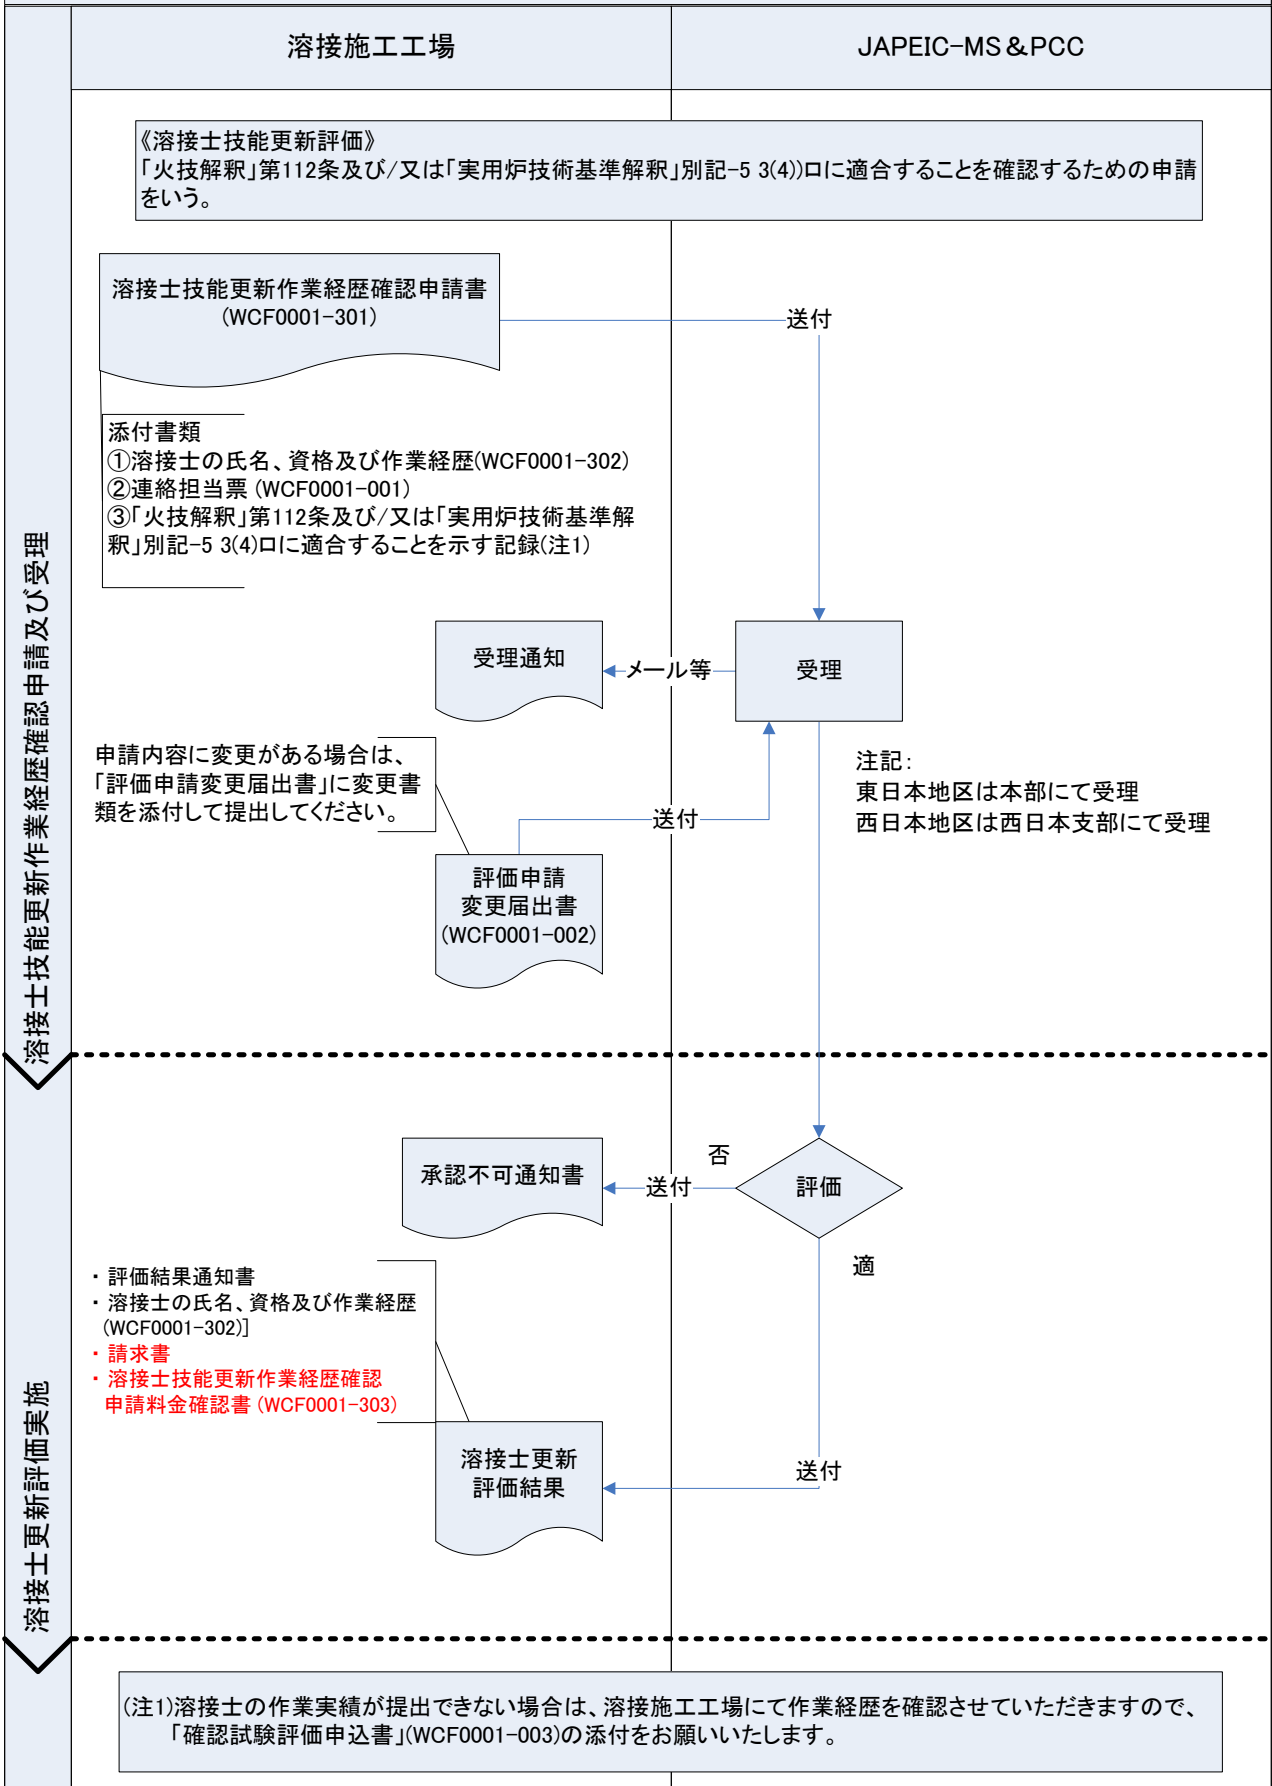 溶接施工工場
JAPEIC-MS&PCC
《溶接士技能更新評価》
「火技解釈」第112条及び/又は「実用炉技術基準解釈」別記-5 3(4))ロに適合することを確認するための申請
をいう。
溶接士技能更新作業経歴確認申請及び受理
溶接士技能更新作業経歴確認申請書
(WCF0001-301)
送付
添付書類
①溶接士の氏名、資格及び作業経歴(WCF0001-302)
②連絡担当票 (WCF0001-001)
③「火技解釈」第112条及び/又は「実用炉技術基準解
釈」別記-5 3(4)ロに適合することを示す記録(注1)
受理通知
メール等
受理
申請内容に変更がある場合は、
「評価申請変更届出書」に変更書
類を添付して提出してください。
送付
注記:
東日本地区は本部にて受理
西日本地区は西日本支部にて受理
評価申請
変更届出書
(WCF0001-002)
溶接士更新評価実施
承認不可通知書
送付
否
評価
適
・ 評価結果通知書
・ 溶接士の氏名、資格及び作業経歴
(WCF0001-302)]
・ 請求書
・ 溶接士技能更新作業経歴確認
申請料金確認書 (WCF0001-303)
溶接士更新
評価結果
送付
(注1)溶接士の作業実績が提出できない場合は、溶接施工工場にて作業経歴を確認させていただきますので、
「確認試験評価申込書」(WCF0001-003)の添付をお願いいたします。